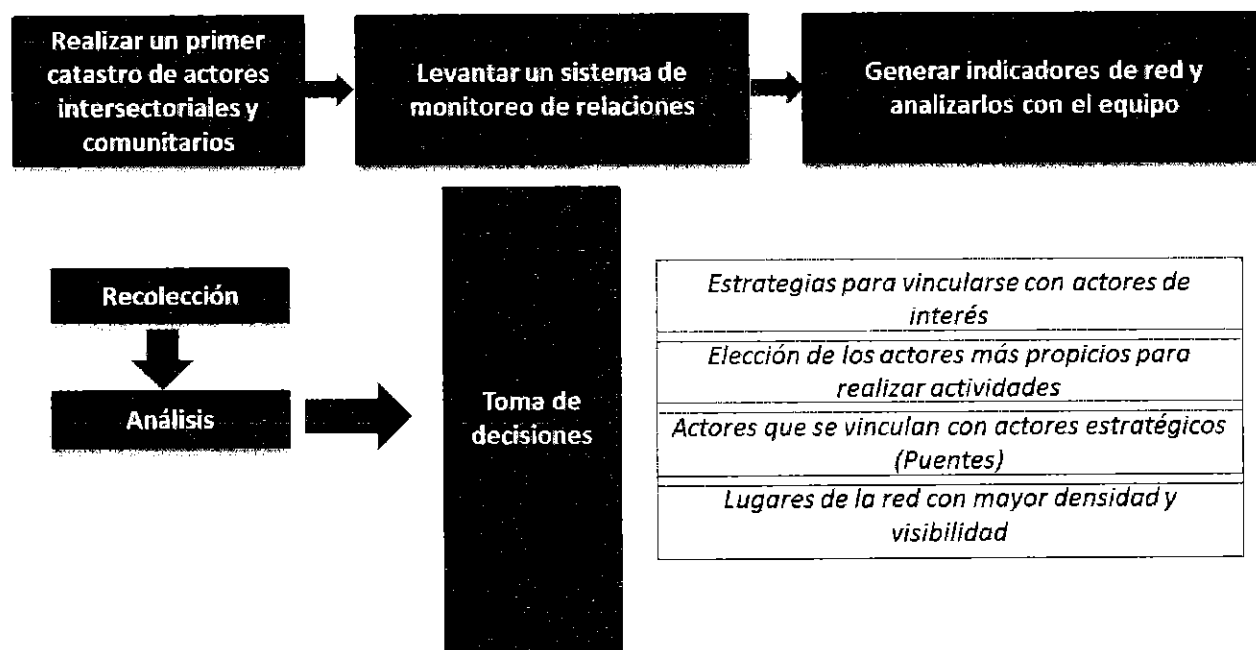 Realizar un primer
catastro de actores
intersectoriales y
comunitarios
Levantar un sistema de
monitoreo de relaciones
Generar indicadores de red y
analizarlos con el equipo
Recolección
Análisis
Toma de
decisiones
Estrategias para vincularse con actores de
interés
Elección de los actores más propicios para
realizar actividades
Actores que se vinculan con actores estratégicos
(Puentes)
Lugares de la red con mayor densidad y
visibilidad